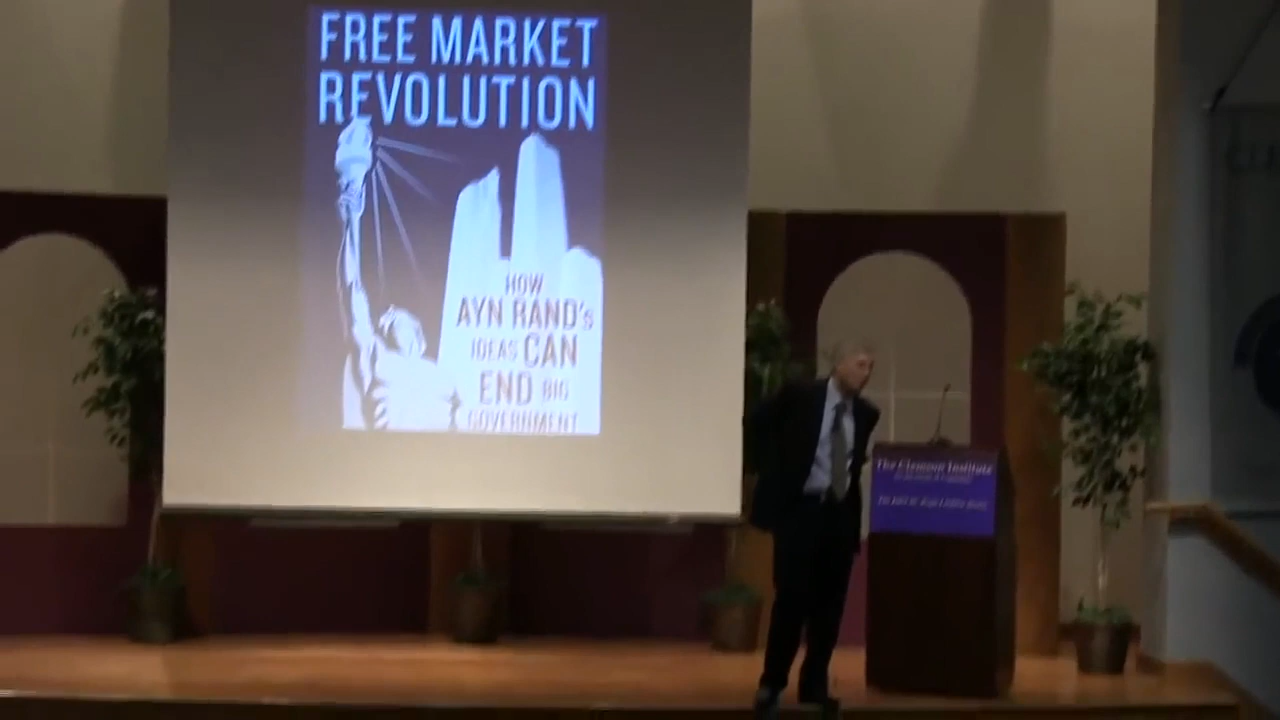 FREE MARKET
REVOLUTION
HOW
AYN RAND's
IDEAS CAN
END BIG
GOVERNMENT
The Clemson Institute